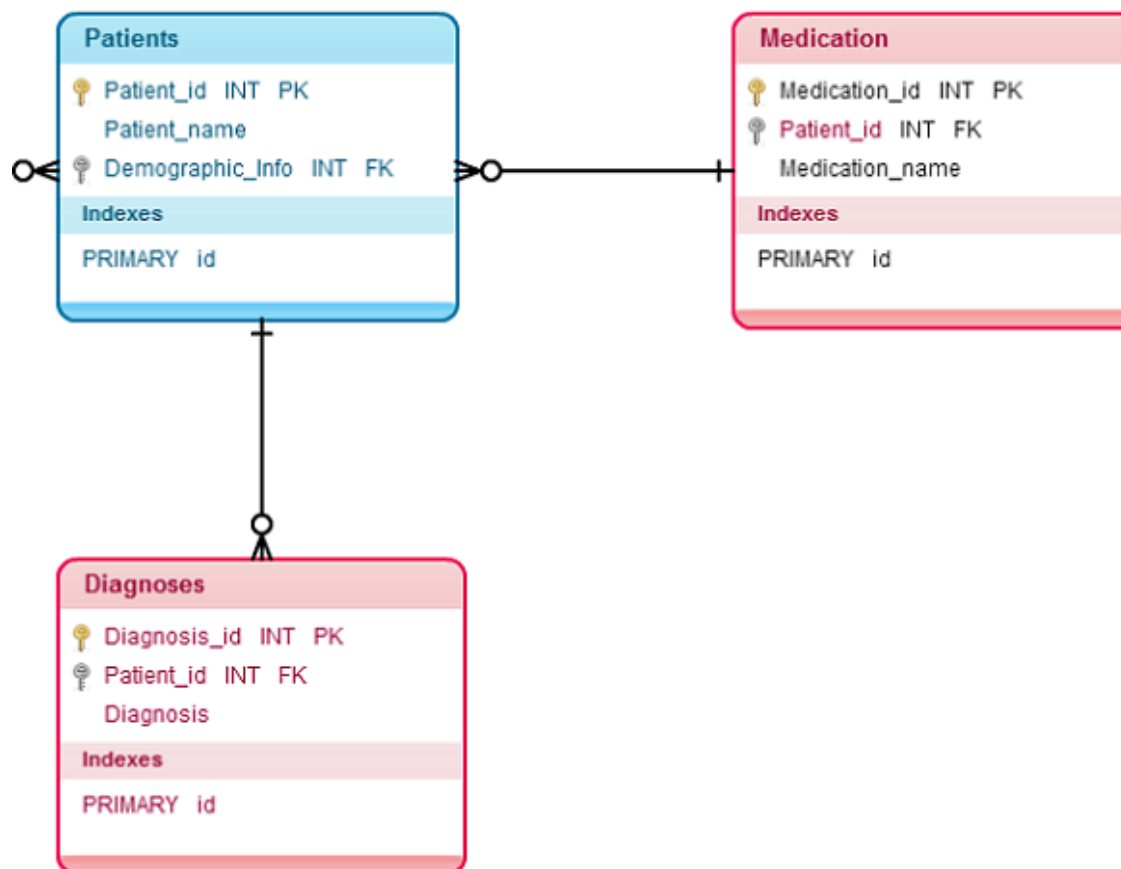 Patients
Patient_id INT PK
Patient_name
Demographic_Info INT FK
Indexes
PRIMARY id
Medication
Medication_id INT PK
Patient_id INT FK
Medication_name
Indexes
PRIMARY id
Diagnoses
Diagnosis_id INT PK
Patient_id INT FK
Diagnosis
Indexes
PRIMARY id